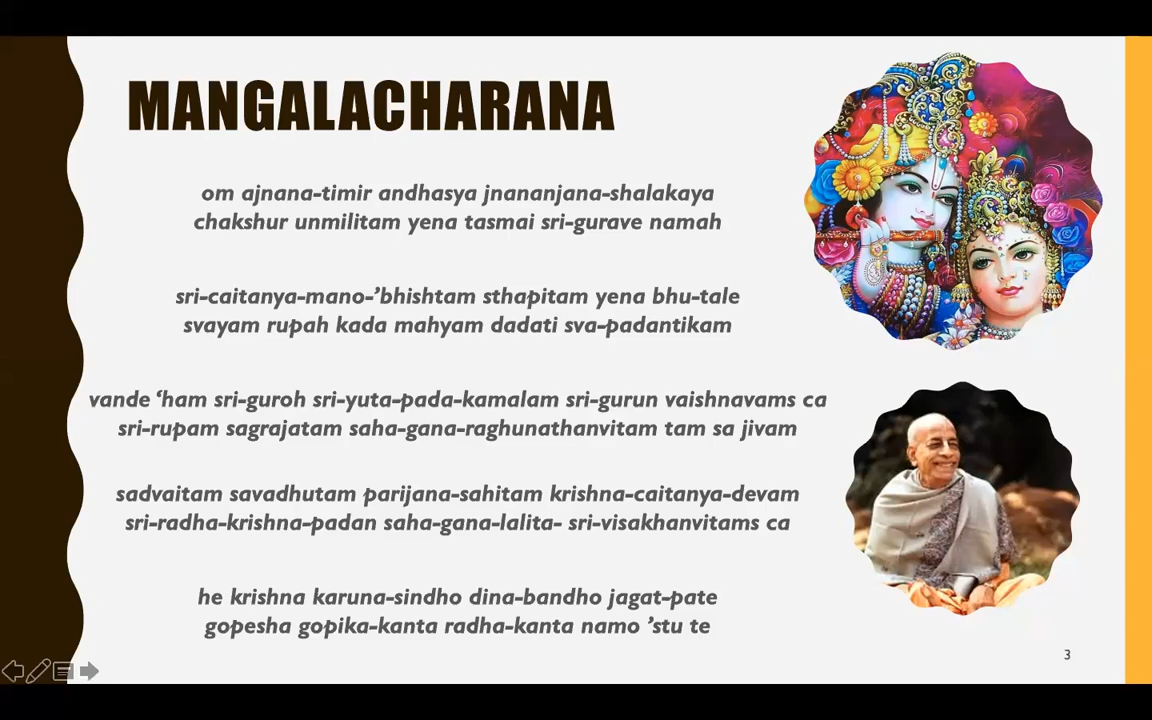 MANGALACHARANA
om ajnana-timir andhasya jnananjana-shalakaya
chakshur unmilitam yena tasmai sri-gurave namah
sri-caitanya-mano-’bhishtam sthapitam yena bhu-tale
svayam rupah kada mahyam dadati sva-padantikam
vande ‘ham sri-guroh sri-yuta-pada-kamalam sri-gurun vaishnavams ca
sri-rupam sagrajatam saha-gana-raghunathanvitam tam sa jivam
sadvaitam savadhutam parijana-sahitam krishna-caitanya-devam
sri-radha-krishna-padan saha-gana-lalita- sri-visakhanvitams ca
he krishna karuna-sindho dina-bandho jagat-pate
gopesha gopika-kanta radha-kanta namo ’stu te
3